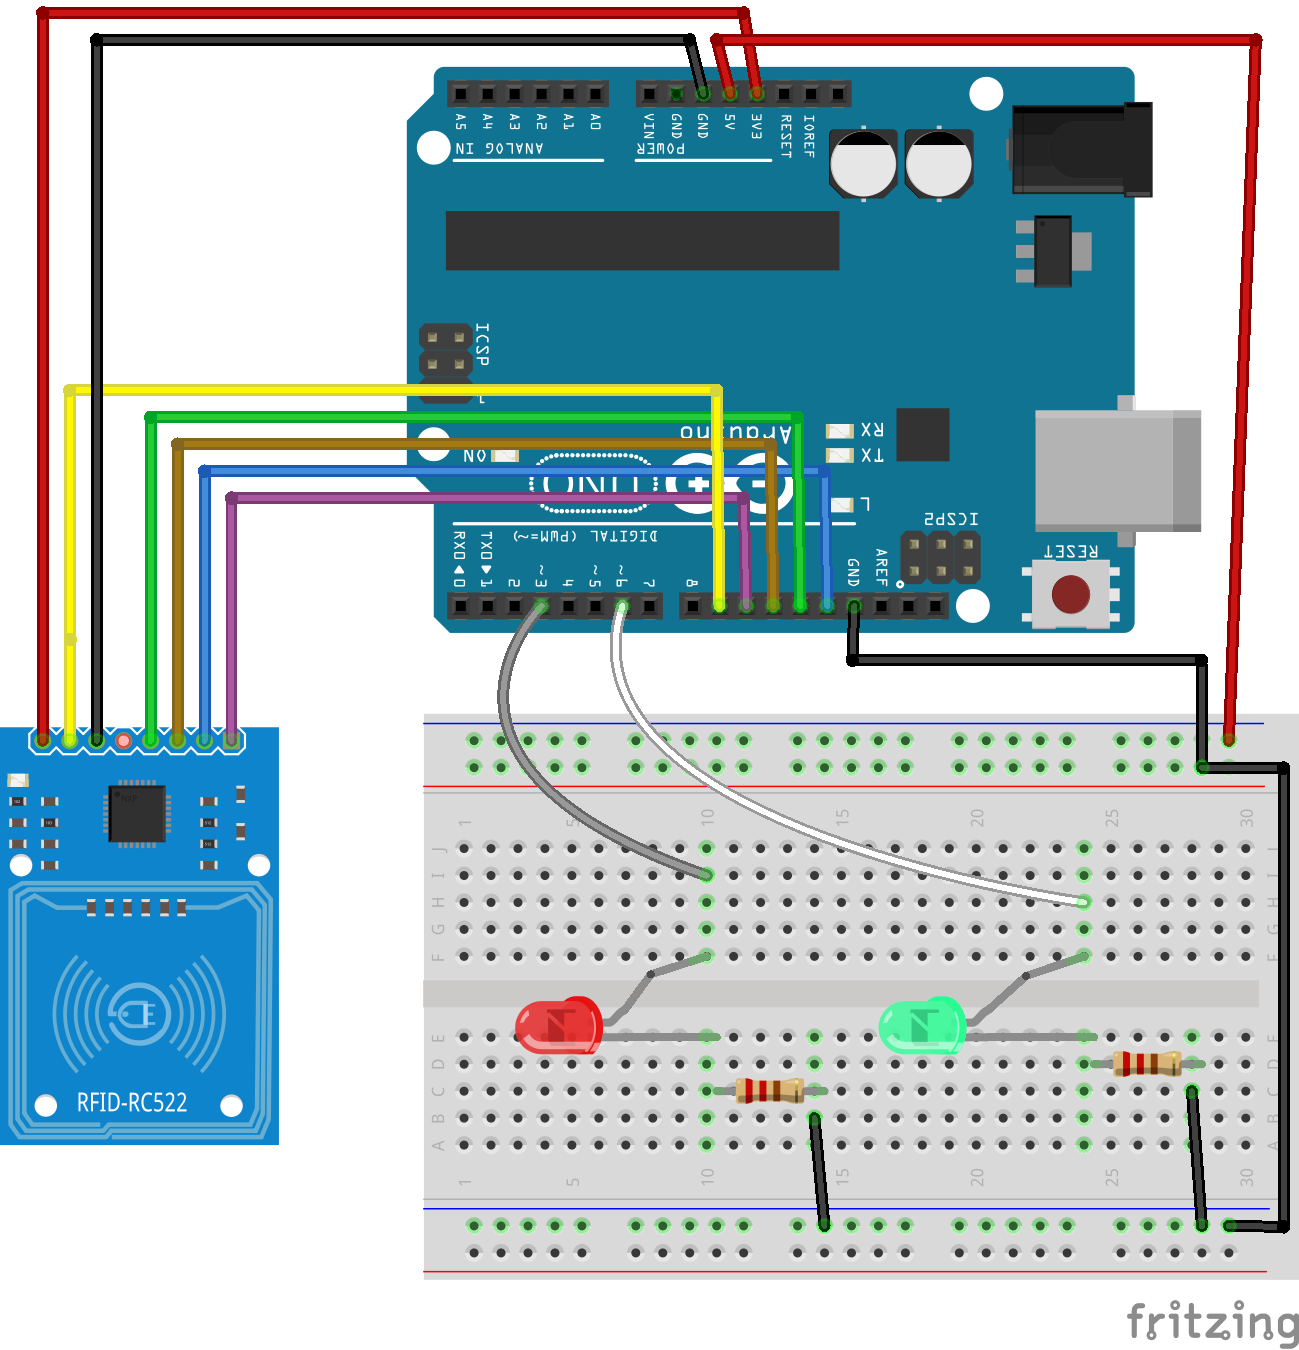 A5 A4 A3 A2 A1 A0
VIN GND GND 5V 3V3 RESET IOREF
ANALOG IN
POWER
ICSP
1
Arduino
ON
UNO
RX
TX
L
ICSP2
DIGITAL (PWM=~)
RX0 TX0
0 1 2 ~3 4 ~5 ~6 7 8
GND AREF
RESET
1 5 10 15 20 25 30
J J
I I
H H
G G
F F
E E
D D
C C
B B
A A
1 5 10 15 20 25 30
RFID-RC522
fritzing